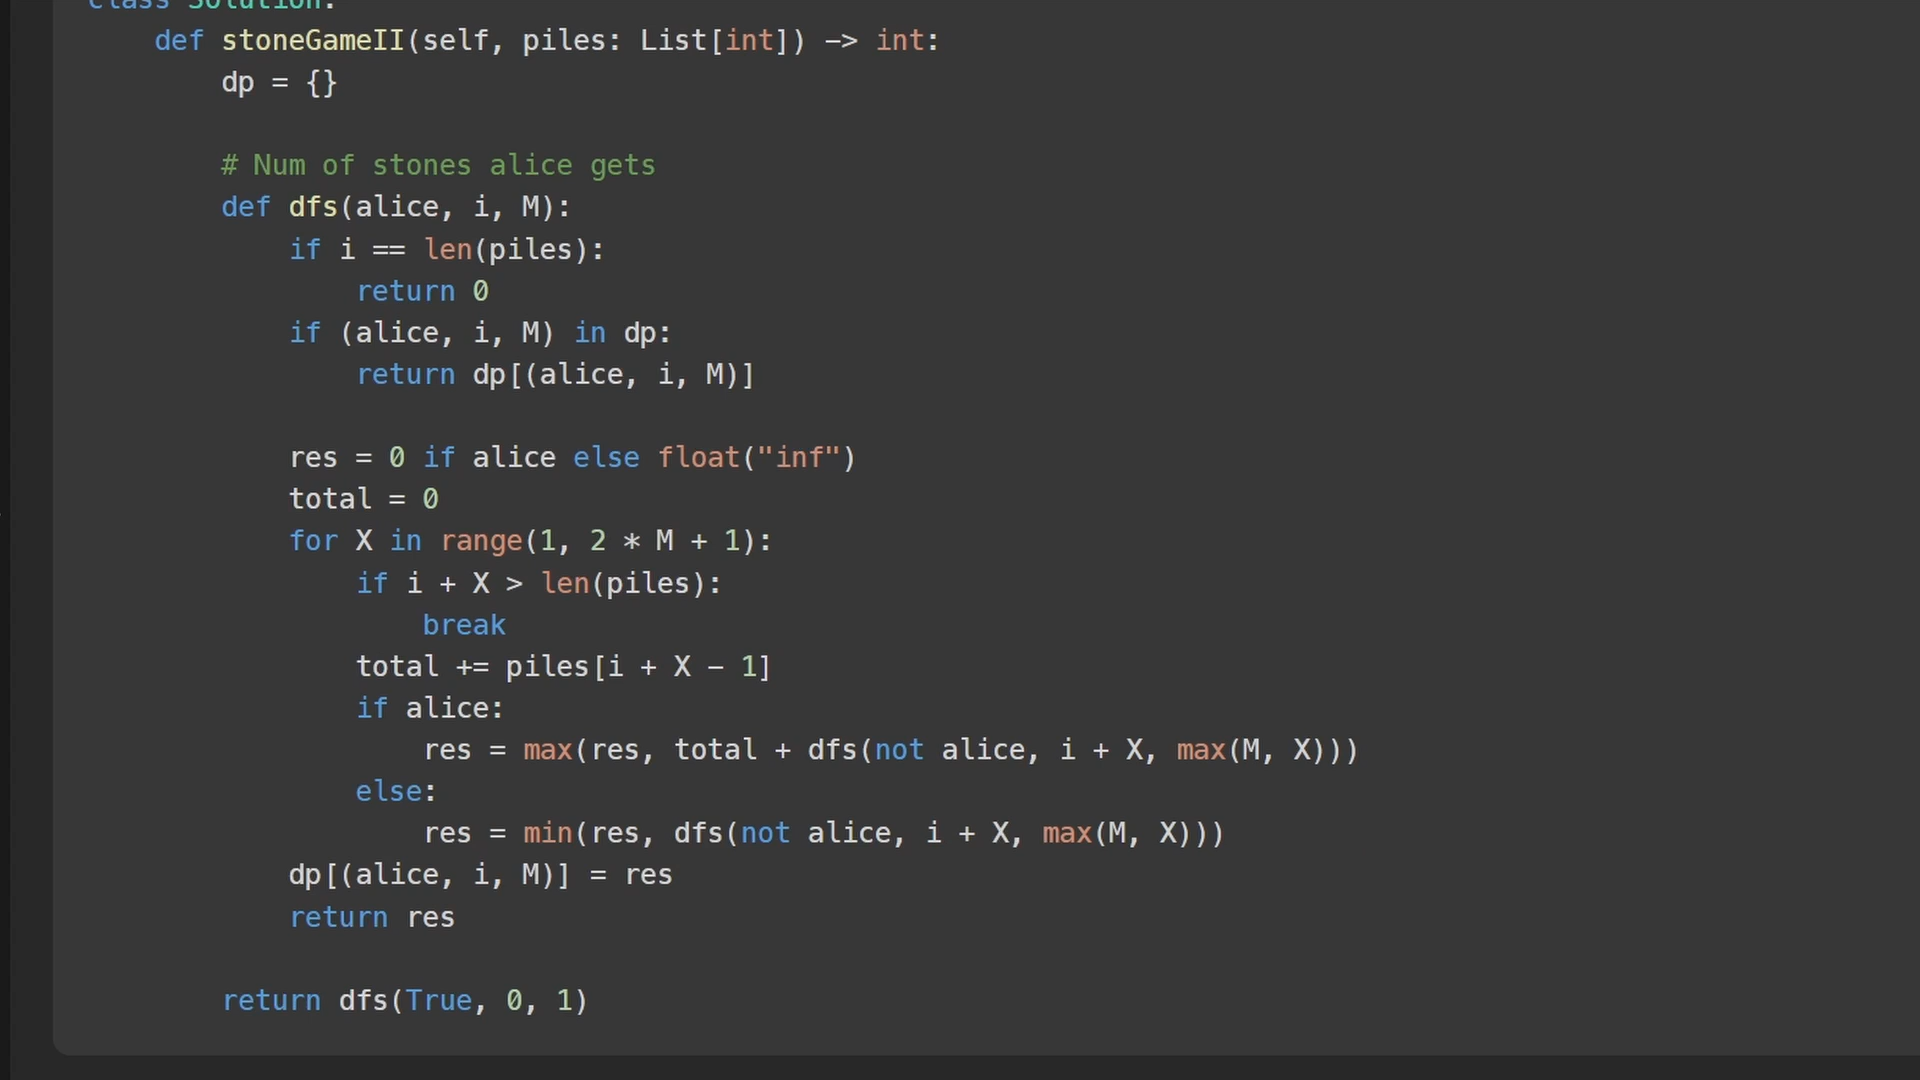 class Solution:
def stoneGameII(self, piles: List[int]) -> int:
dp = {}
# Num of stones alice gets
def dfs(alice, i, M):
if i == len(piles):
return 0
if (alice, i, M) in dp:
return dp[(alice, i, M)]
res = 0 if alice else float("inf")
total = 0
for X in range(1, 2 * M + 1):
if i + X > len(piles):
break
total += piles[i + X - 1]
if alice:
res = max(res, total + dfs(not alice, i + X, max(M, X)))
else:
res = min(res, dfs(not alice, i + X, max(M, X)))
dp[(alice, i, M)] = res
return res
return dfs(True, 0, 1)